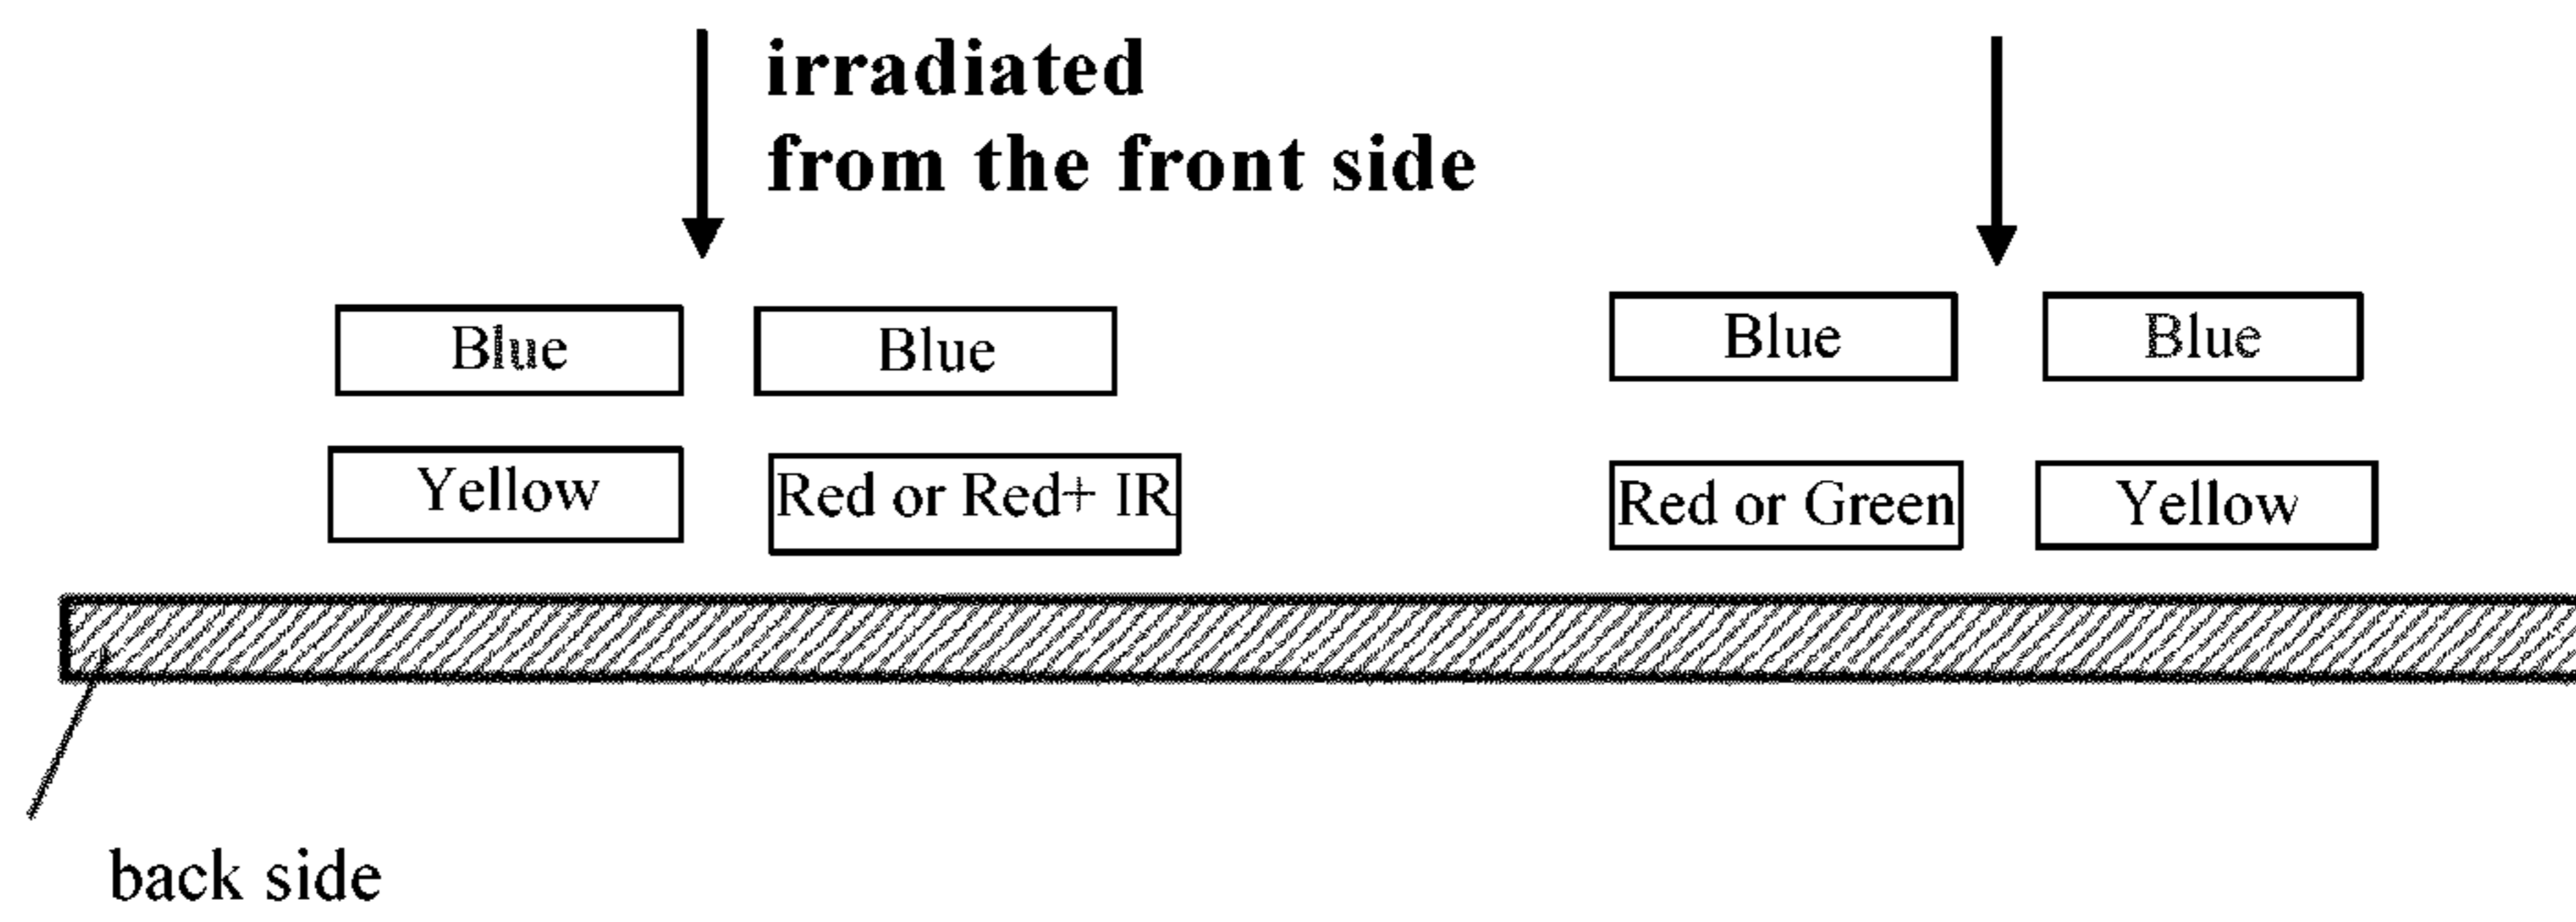 irradiated
from the front side
Blue
Blue
Blue
Blue
Yellow
Red or Red+ IR
Red or Green
Yellow
back side